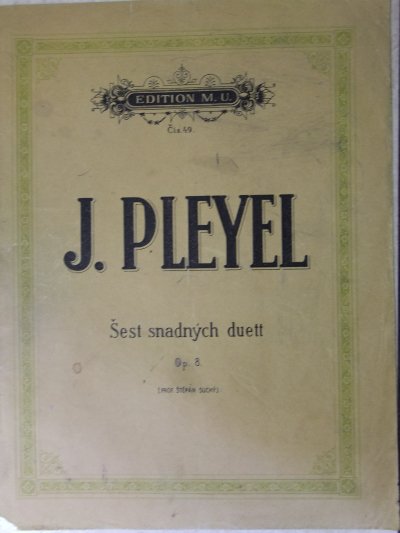 EDITION M. U.
Čís. 49.
J. PLEYEL
Šest snadných duett
Op. 8.
[PROF. ŠTĚPÁN SUCHÝ]